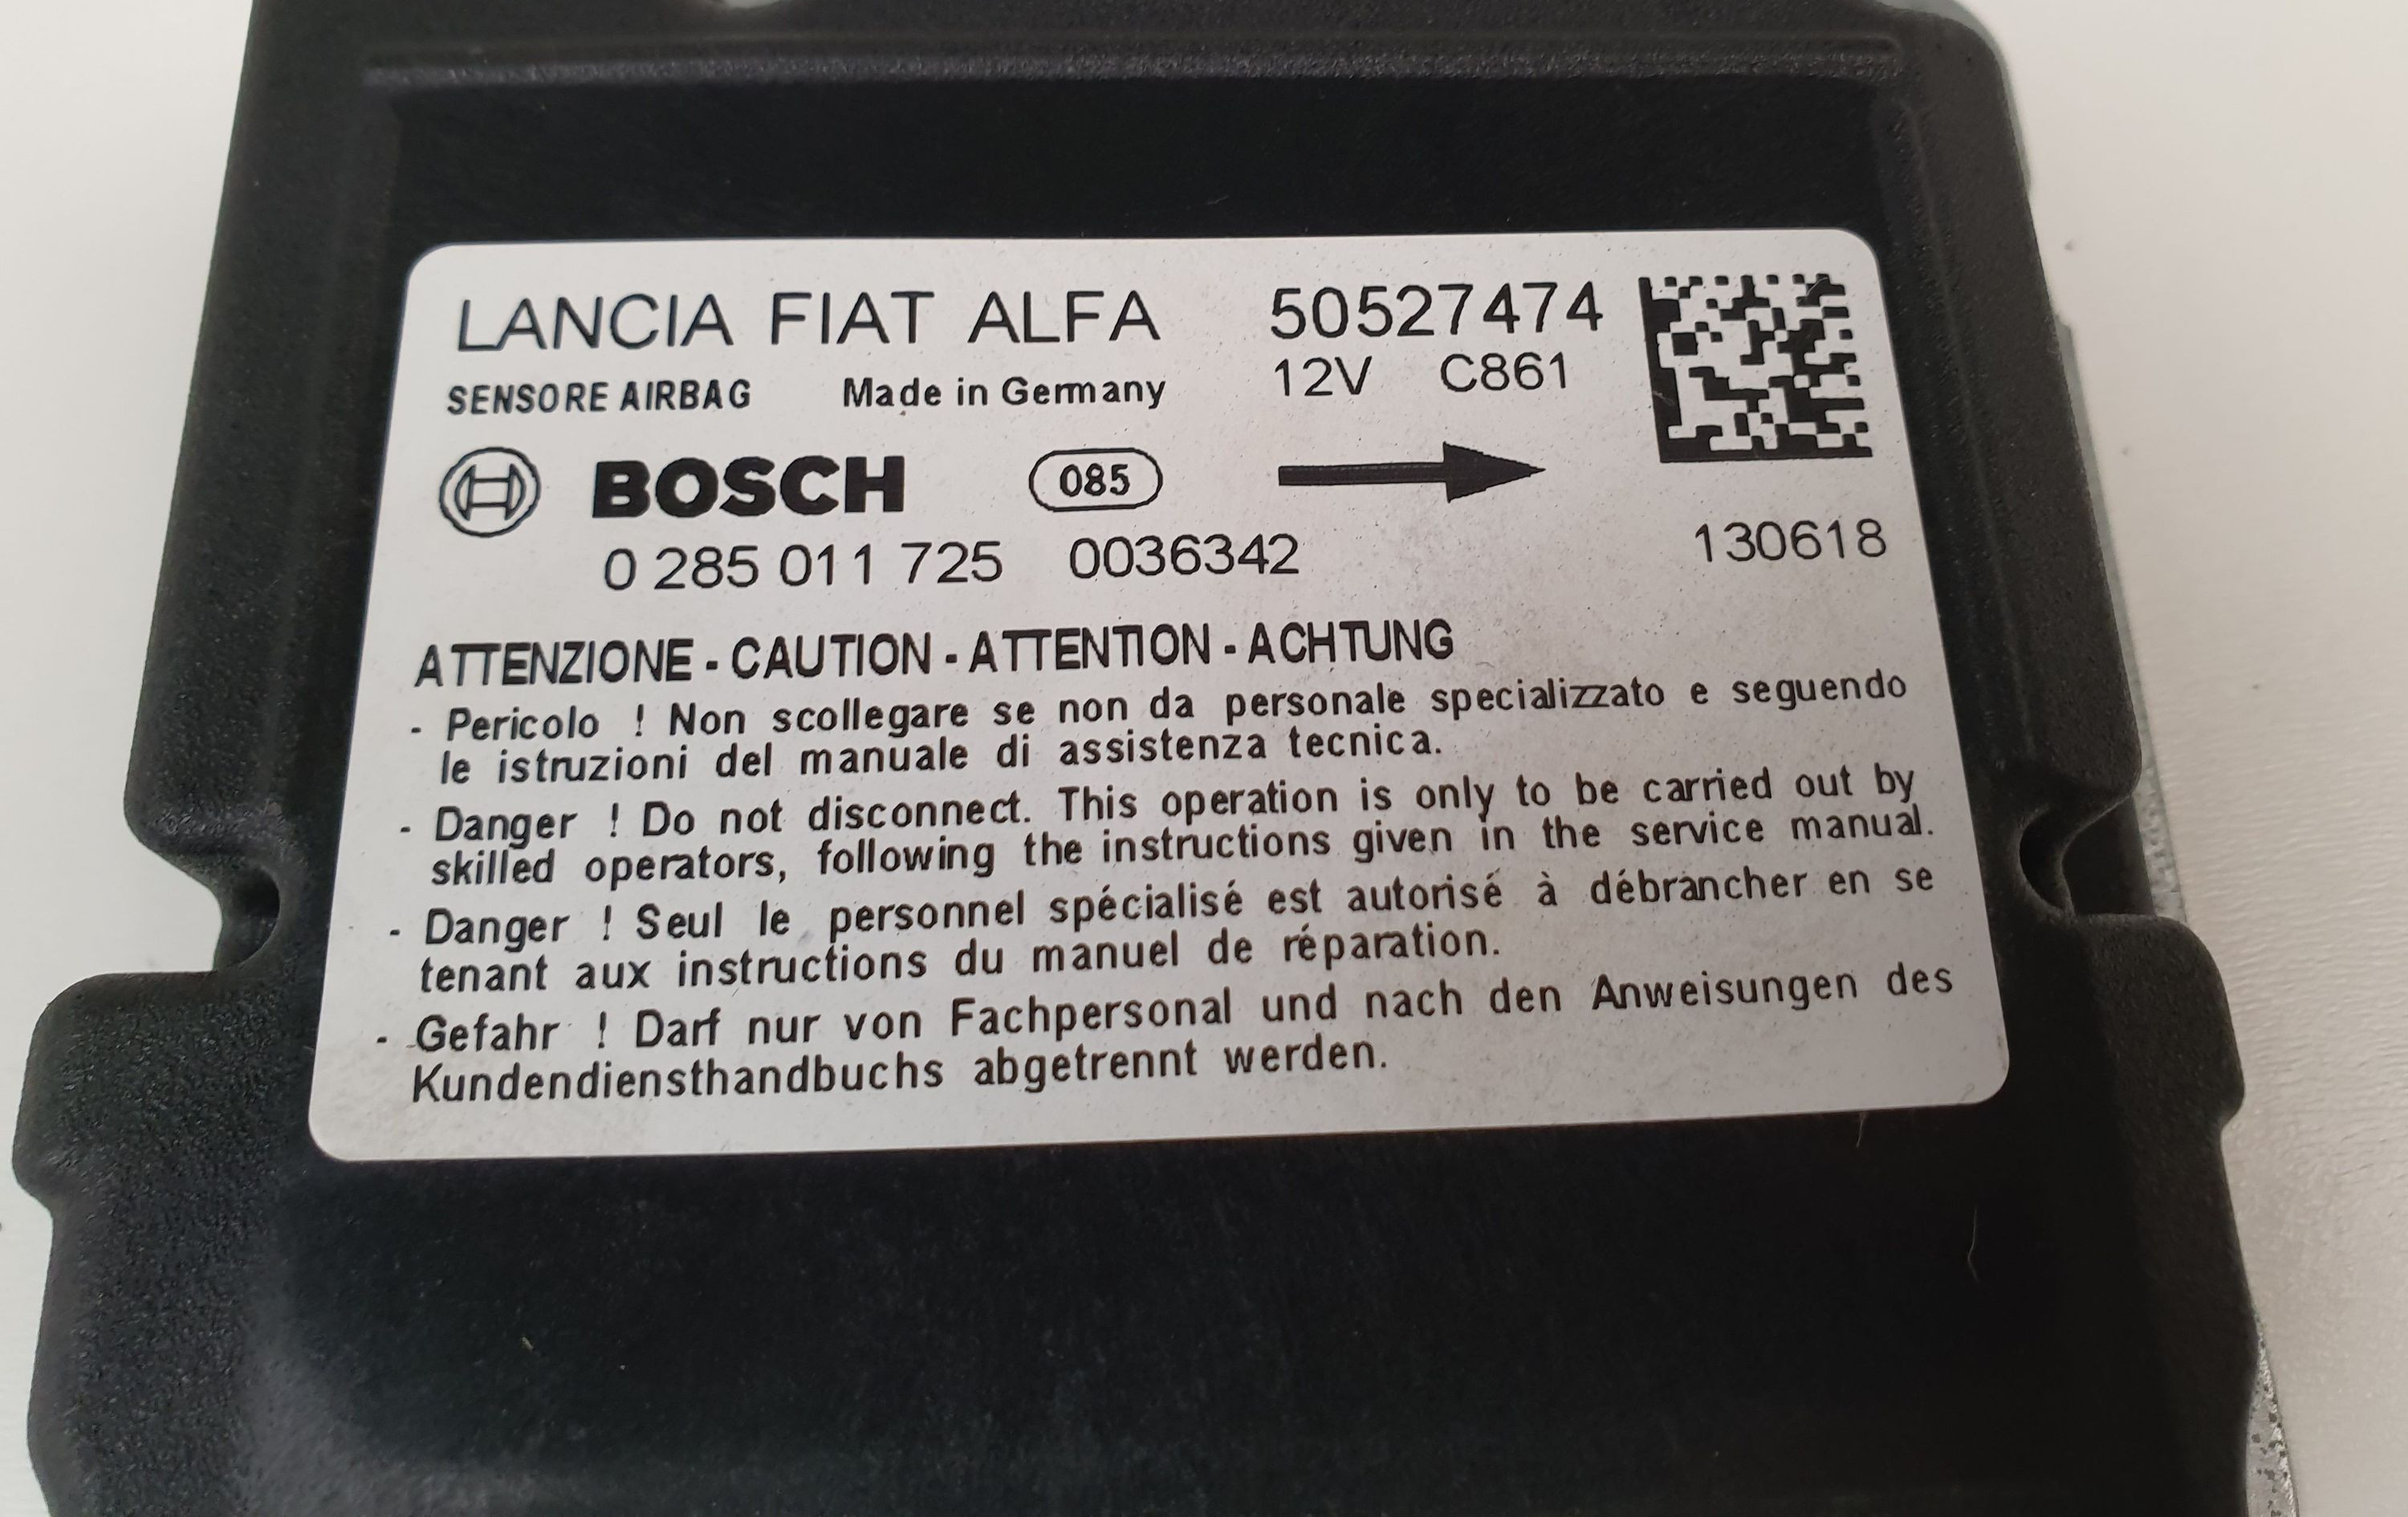 LANCIA FIAT ALFA 50527474
SENSORE AIRBAG Made in Germany 12V C861
BOSCH 085
0 285 011 725 0036342 130618
ATTENZIONE - CAUTION - ATTENTION - ACHTUNG
- Pericolo ! Non scollegare se non da personale specializzato e seguendo
le istruzioni del manuale di assistenza tecnica.
- Danger ! Do not disconnect. This operation is only to be carried out by
skilled operators, following the instructions given in the service manual.
- Danger ! Seul le personnel spécialisé est autorisé à débrancher en se
tenant aux instructions du manuel de réparation.
- Gefahr ! Darf nur von Fachpersonal und nach den Anweisungen des
Kundendiensthandbuchs abgetrennt werden.